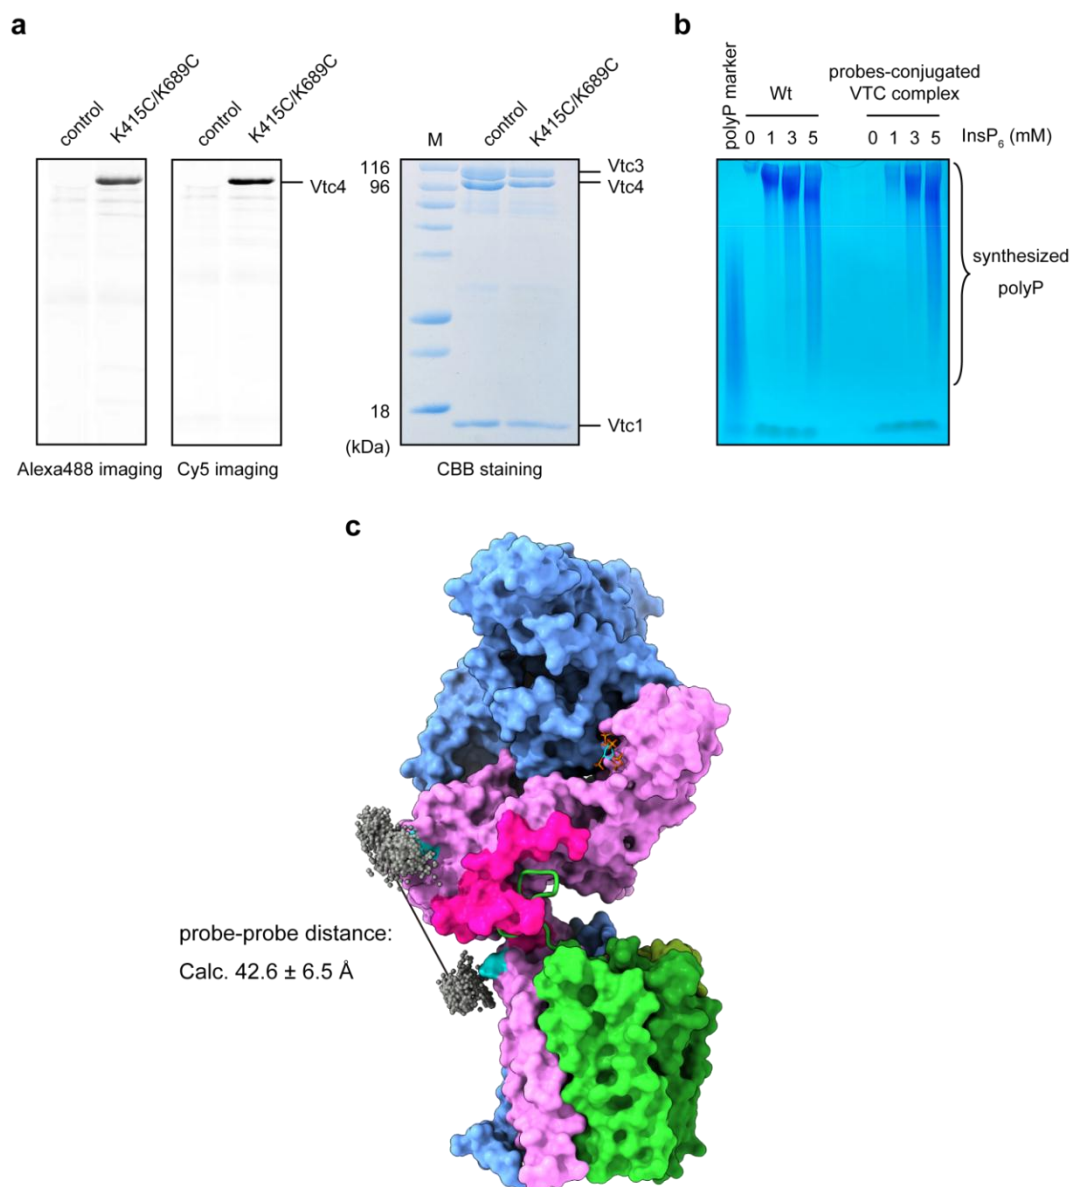 a
control
K415C/K689C
control
K415C/K689C
Vtc4
Alexa488 imaging
Cy5 imaging
M
control
K415C/K689C
116
96
18
(kDa)
Vtc3
Vtc4
Vtc1
CBB staining
b
polyP marker
Wt
probes-conjugated
VTC complex
0 1 3 5 0 1 3 5 InsP₆ (mM)
synthesized
polyP
c
probe-probe distance:
Calc. 42.6 ± 6.5 Å